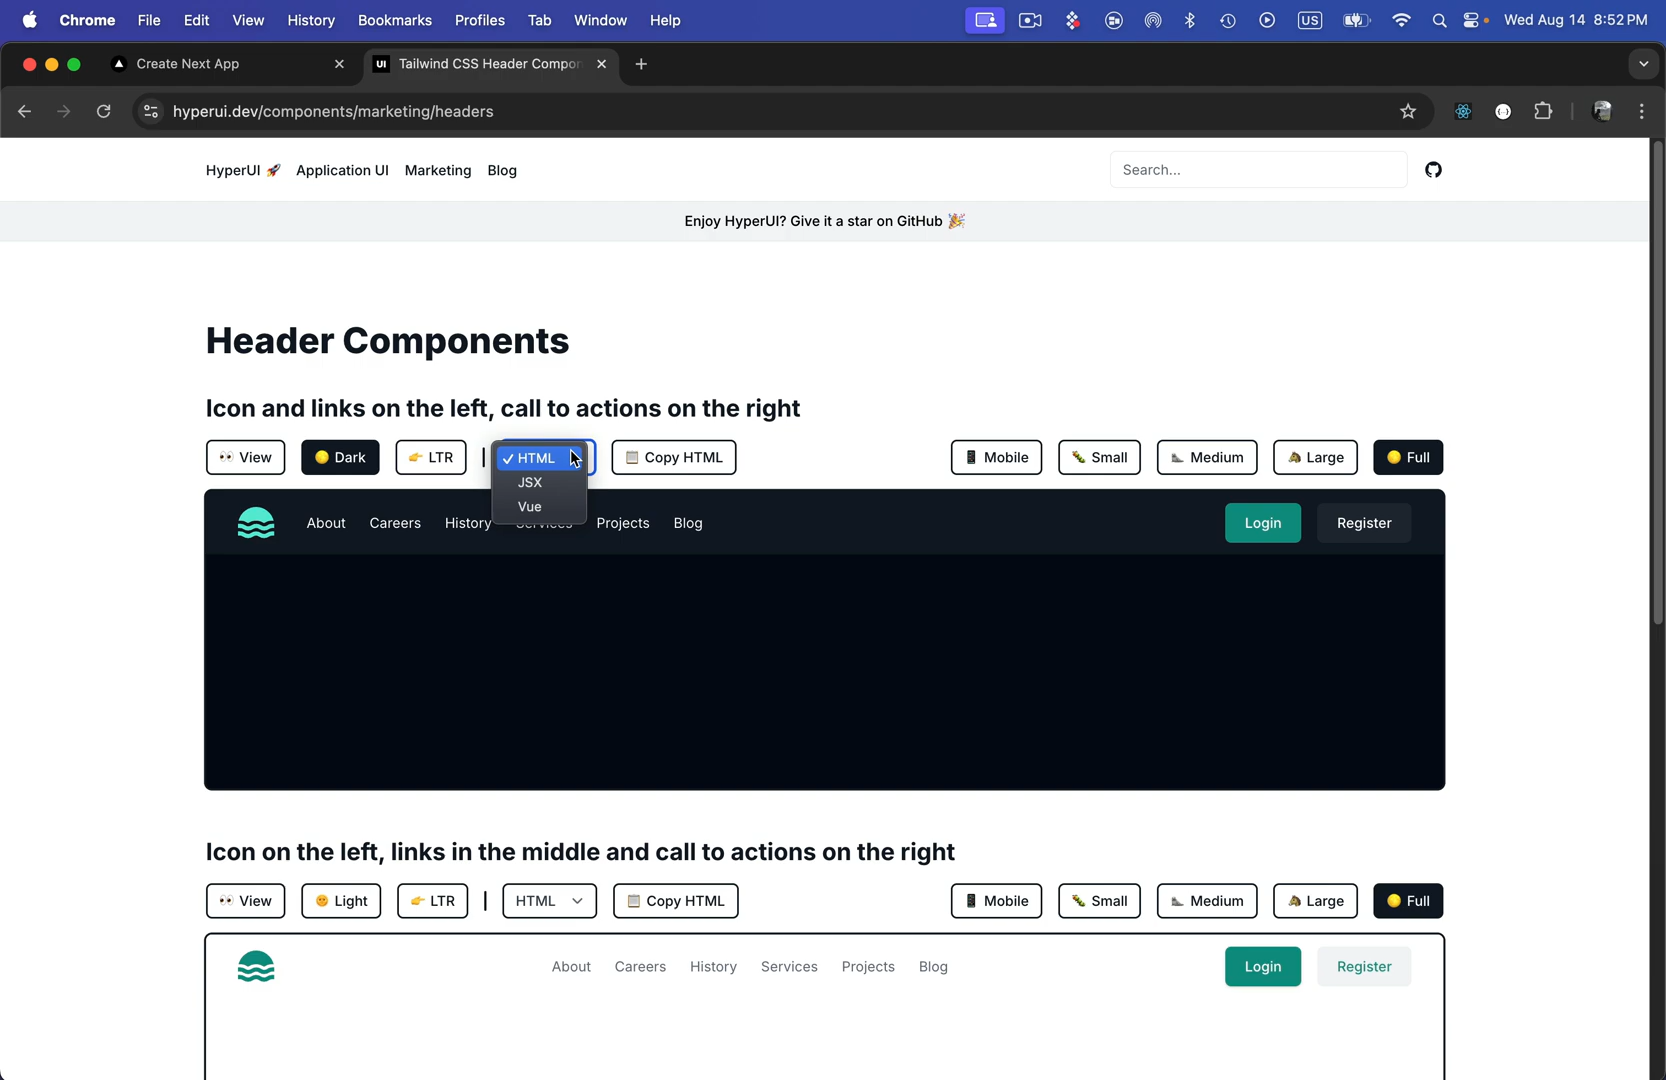 Chrome File Edit View History Bookmarks Profiles Tab Window Help US Wed Aug 14 8:52 PM
Create Next App UI Tailwind CSS Header Compon
hyperui.dev/components/marketing/headers
HyperUI 🚀 Application UI Marketing Blog Search...
Enjoy HyperUI? Give it a star on GitHub 🎉
Header Components
Icon and links on the left, call to actions on the right
👀 View 🌕 Dark 👉 LTR | ✓ HTML 📋 Copy HTML 📱 Mobile 🐛 Small Medium Large 🌕 Full
JSX
Vue
About Careers History Services Projects Blog Login Register
Icon on the left, links in the middle and call to actions on the right
👀 View 🌞 Light 👉 LTR | HTML 📋 Copy HTML 📱 Mobile 🐛 Small Medium Large 🌕 Full
About Careers History Services Projects Blog Login Register